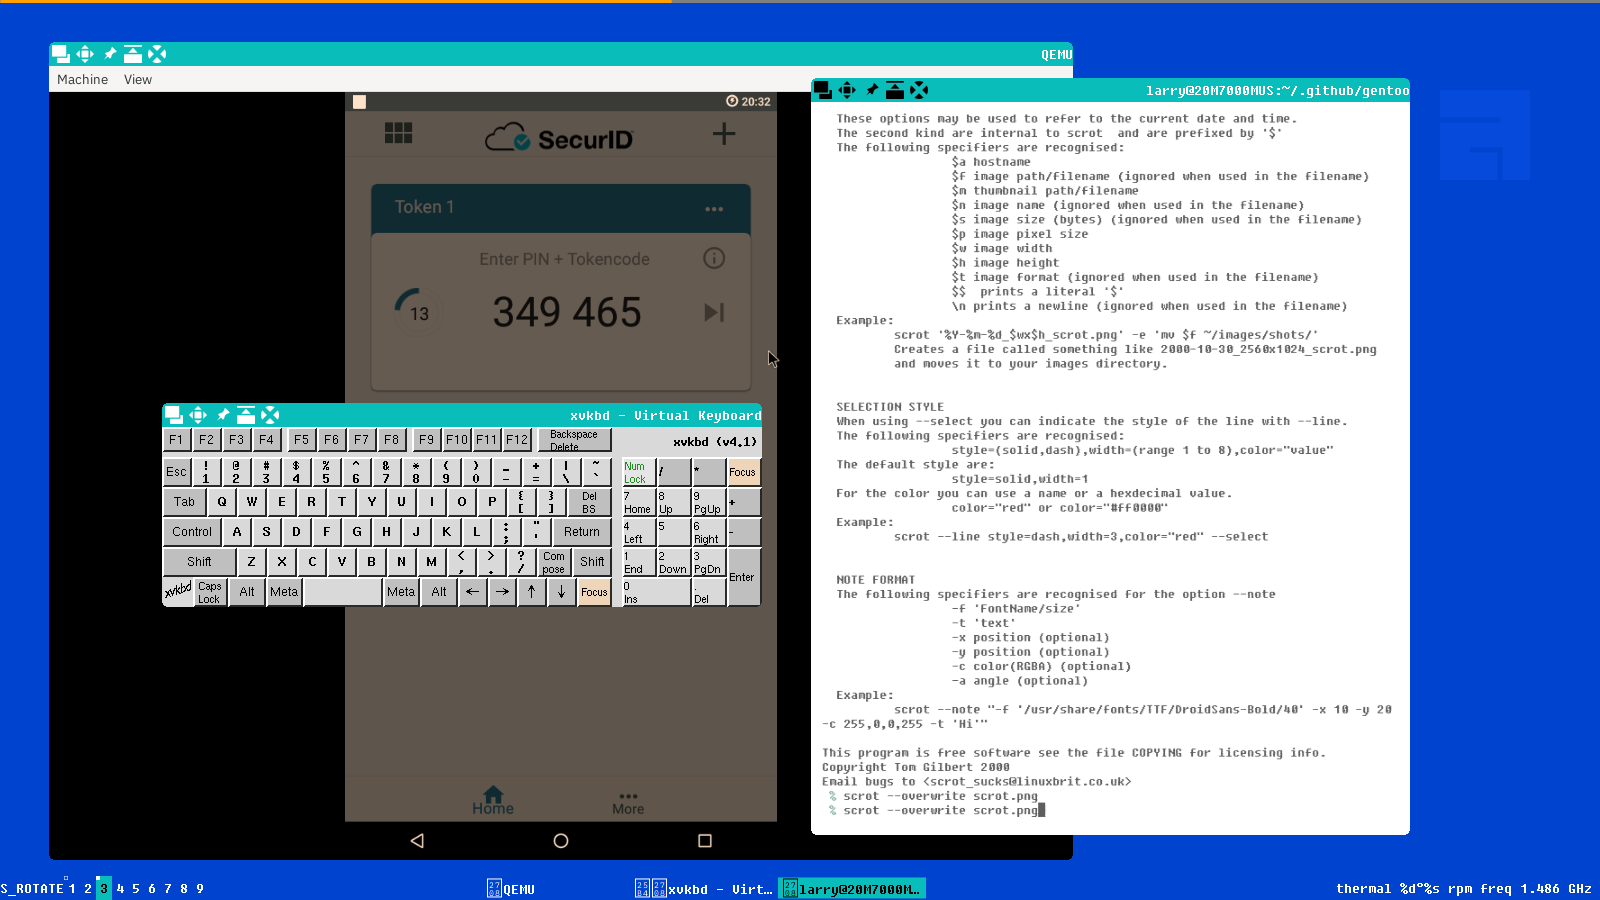 QEMU
Machine View
20:32
SecurID
Token 1
Enter PIN + Tokencode
13
349 465
Home
More
xvkbd - Virtual Keyboard
F1 F2 F3 F4 F5 F6 F7 F8 F9 F10 F11 F12 Backspace Delete
xvkbd (v4.1)
Esc ! 1 @ 2 # 3 $ 4 % 5 ^ 6 & 7 * 8 ( 9 ) 0 _ - + = | \ ~ ` Num Lock / * Focus
Tab Q W E R T Y U I O P { [ } ] Del BS 7 Home 8 Up 9 PgUp +
Control A S D F G H J K L : ; " ' Return 4 Left 5 6 Right -
Shift Z X C V B N M < , > . ? / Com pose Shift 1 End 2 Down 3 PgDn Enter
xvkbd Caps Lock Alt Meta Meta Alt ← → ↑ ↓ Focus 0 Ins . Del
larry@20M7000MUS:~/.github/gentoo
These options may be used to refer to the current date and time.
The second kind are internal to scrot  and are prefixed by '$'
The following specifiers are recognised:
$a hostname
$f image path/filename (ignored when used in the filename)
$m thumbnail path/filename
$n image name (ignored when used in the filename)
$s image size (bytes) (ignored when used in the filename)
$p image pixel size
$w image width
$h image height
$t image format (ignored when used in the filename)
$$  prints a literal '$'
\n prints a newline (ignored when used in the filename)
Example:
scrot '%Y-%m-%d_$wx$h_scrot.png' -e 'mv $f ~/images/shots/'
Creates a file called something like 2000-10-30_2560x1024_scrot.png
and moves it to your images directory.
SELECTION STYLE
When using --select you can indicate the style of the line with --line.
The following specifiers are recognised:
style=(solid,dash),width=(range 1 to 8),color="value"
The default style are:
style=solid,width=1
For the color you can use a name or a hexdecimal value.
color="red" or color="#ff0000"
Example:
scrot --line style=dash,width=3,color="red" --select
NOTE FORMAT
The following specifiers are recognised for the option --note
-f 'FontName/size'
-t 'text'
-x position (optional)
-y position (optional)
-c color(RGBA) (optional)
-a angle (optional)
Example:
scrot --note "-f '/usr/share/fonts/TTF/DroidSans-Bold/40' -x 10 -y 20
-c 255,0,0,255 -t 'Hi'"
This program is free software see the file COPYING for licensing info.
Copyright Tom Gilbert 2000
Email bugs to <scrot_sucks@linuxbrit.co.uk>
% scrot --overwrite scrot.png
% scrot --overwrite scrot.png
S_ROTATE 1 2 3 4 5 6 7 8 9
QEMU
xvkbd - Virt…
larry@20M7000M…
thermal %d°%s rpm freq 1.486 GHz